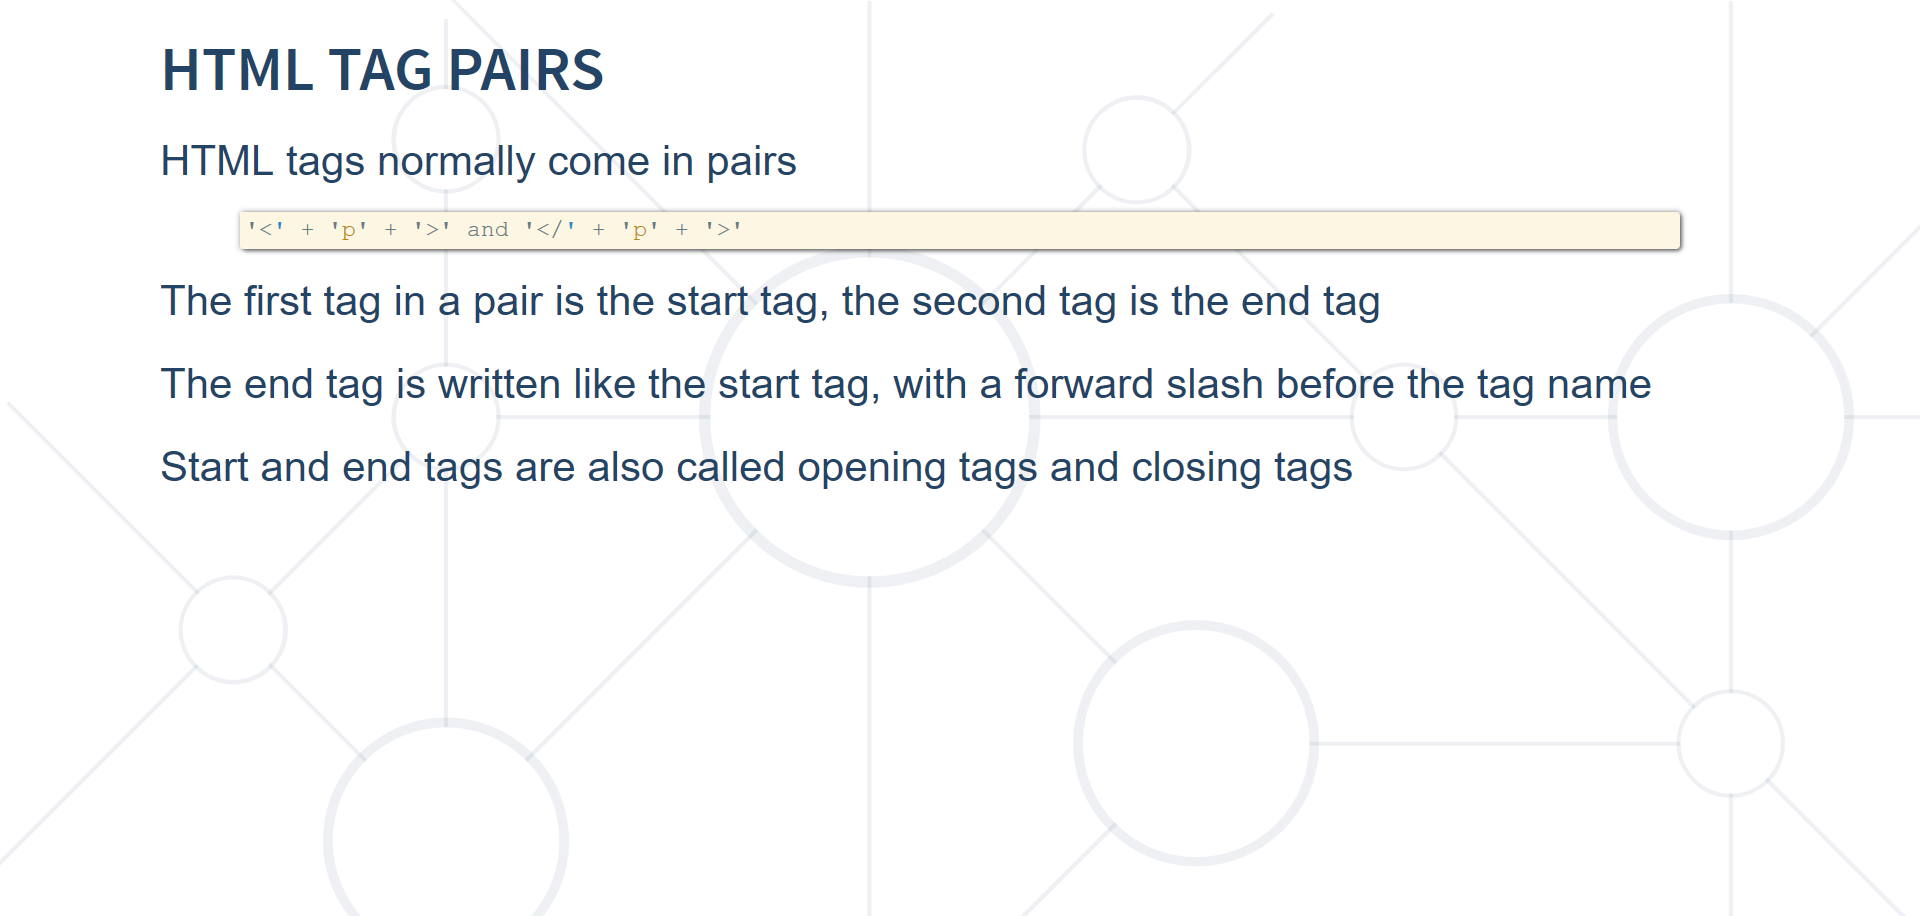 HTML TAG PAIRS
HTML tags normally come in pairs
'<' + 'p' + '>' and '</' + 'p' + '>'
The first tag in a pair is the start tag, the second tag is the end tag
The end tag is written like the start tag, with a forward slash before the tag name
Start and end tags are also called opening tags and closing tags